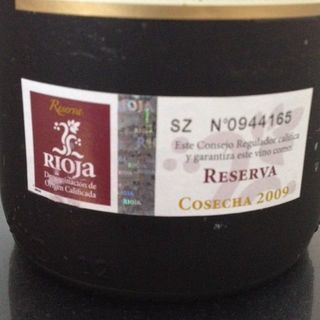 Reserva
RIOJA
Denominación de
Origen Calificada
RIOJA
SZ N°0944165
Este Consejo Regulador califica
y garantiza este vino como:
RESERVA
COSECHA 2009